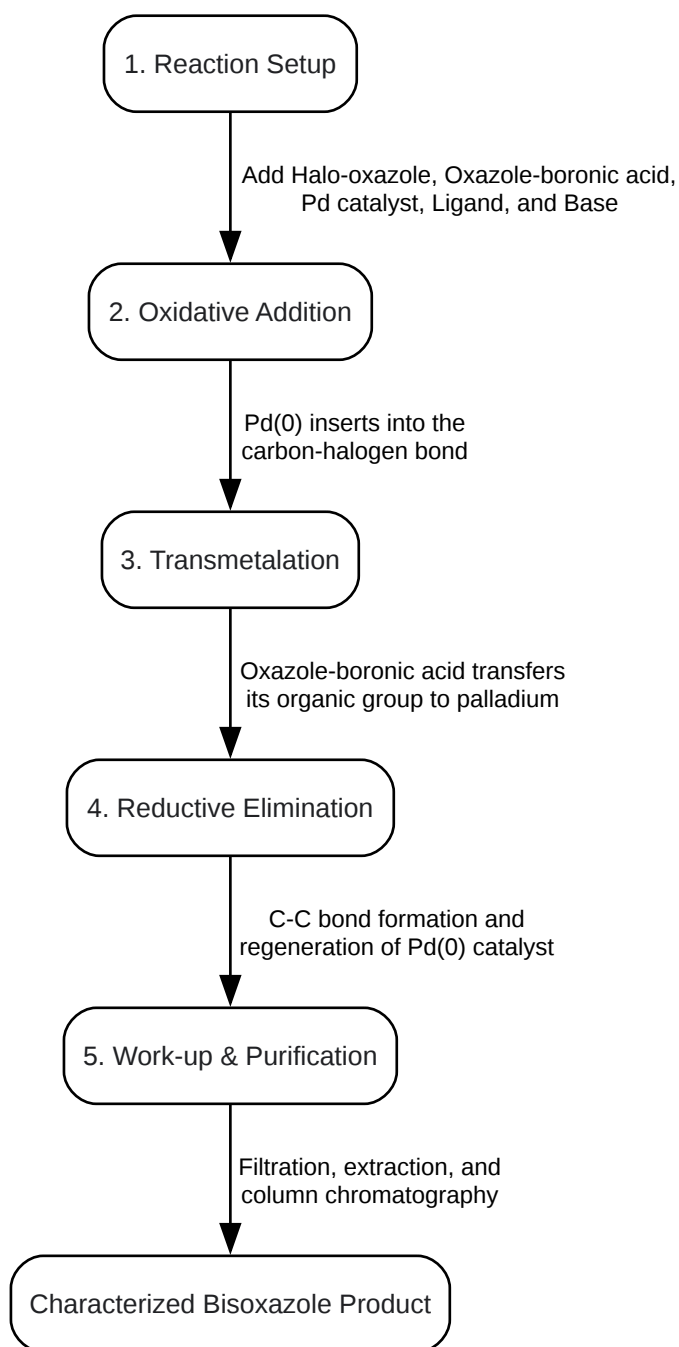 1. Reaction Setup
Add Halo-oxazole, Oxazole-boronic acid,
Pd catalyst, Ligand, and Base
2. Oxidative Addition
Pd(0) inserts into the
carbon-halogen bond
3. Transmetalation
Oxazole-boronic acid transfers
its organic group to palladium
4. Reductive Elimination
C-C bond formation and
regeneration of Pd(0) catalyst
5. Work-up & Purification
Filtration, extraction, and
column chromatography
Characterized Bisoxazole Product